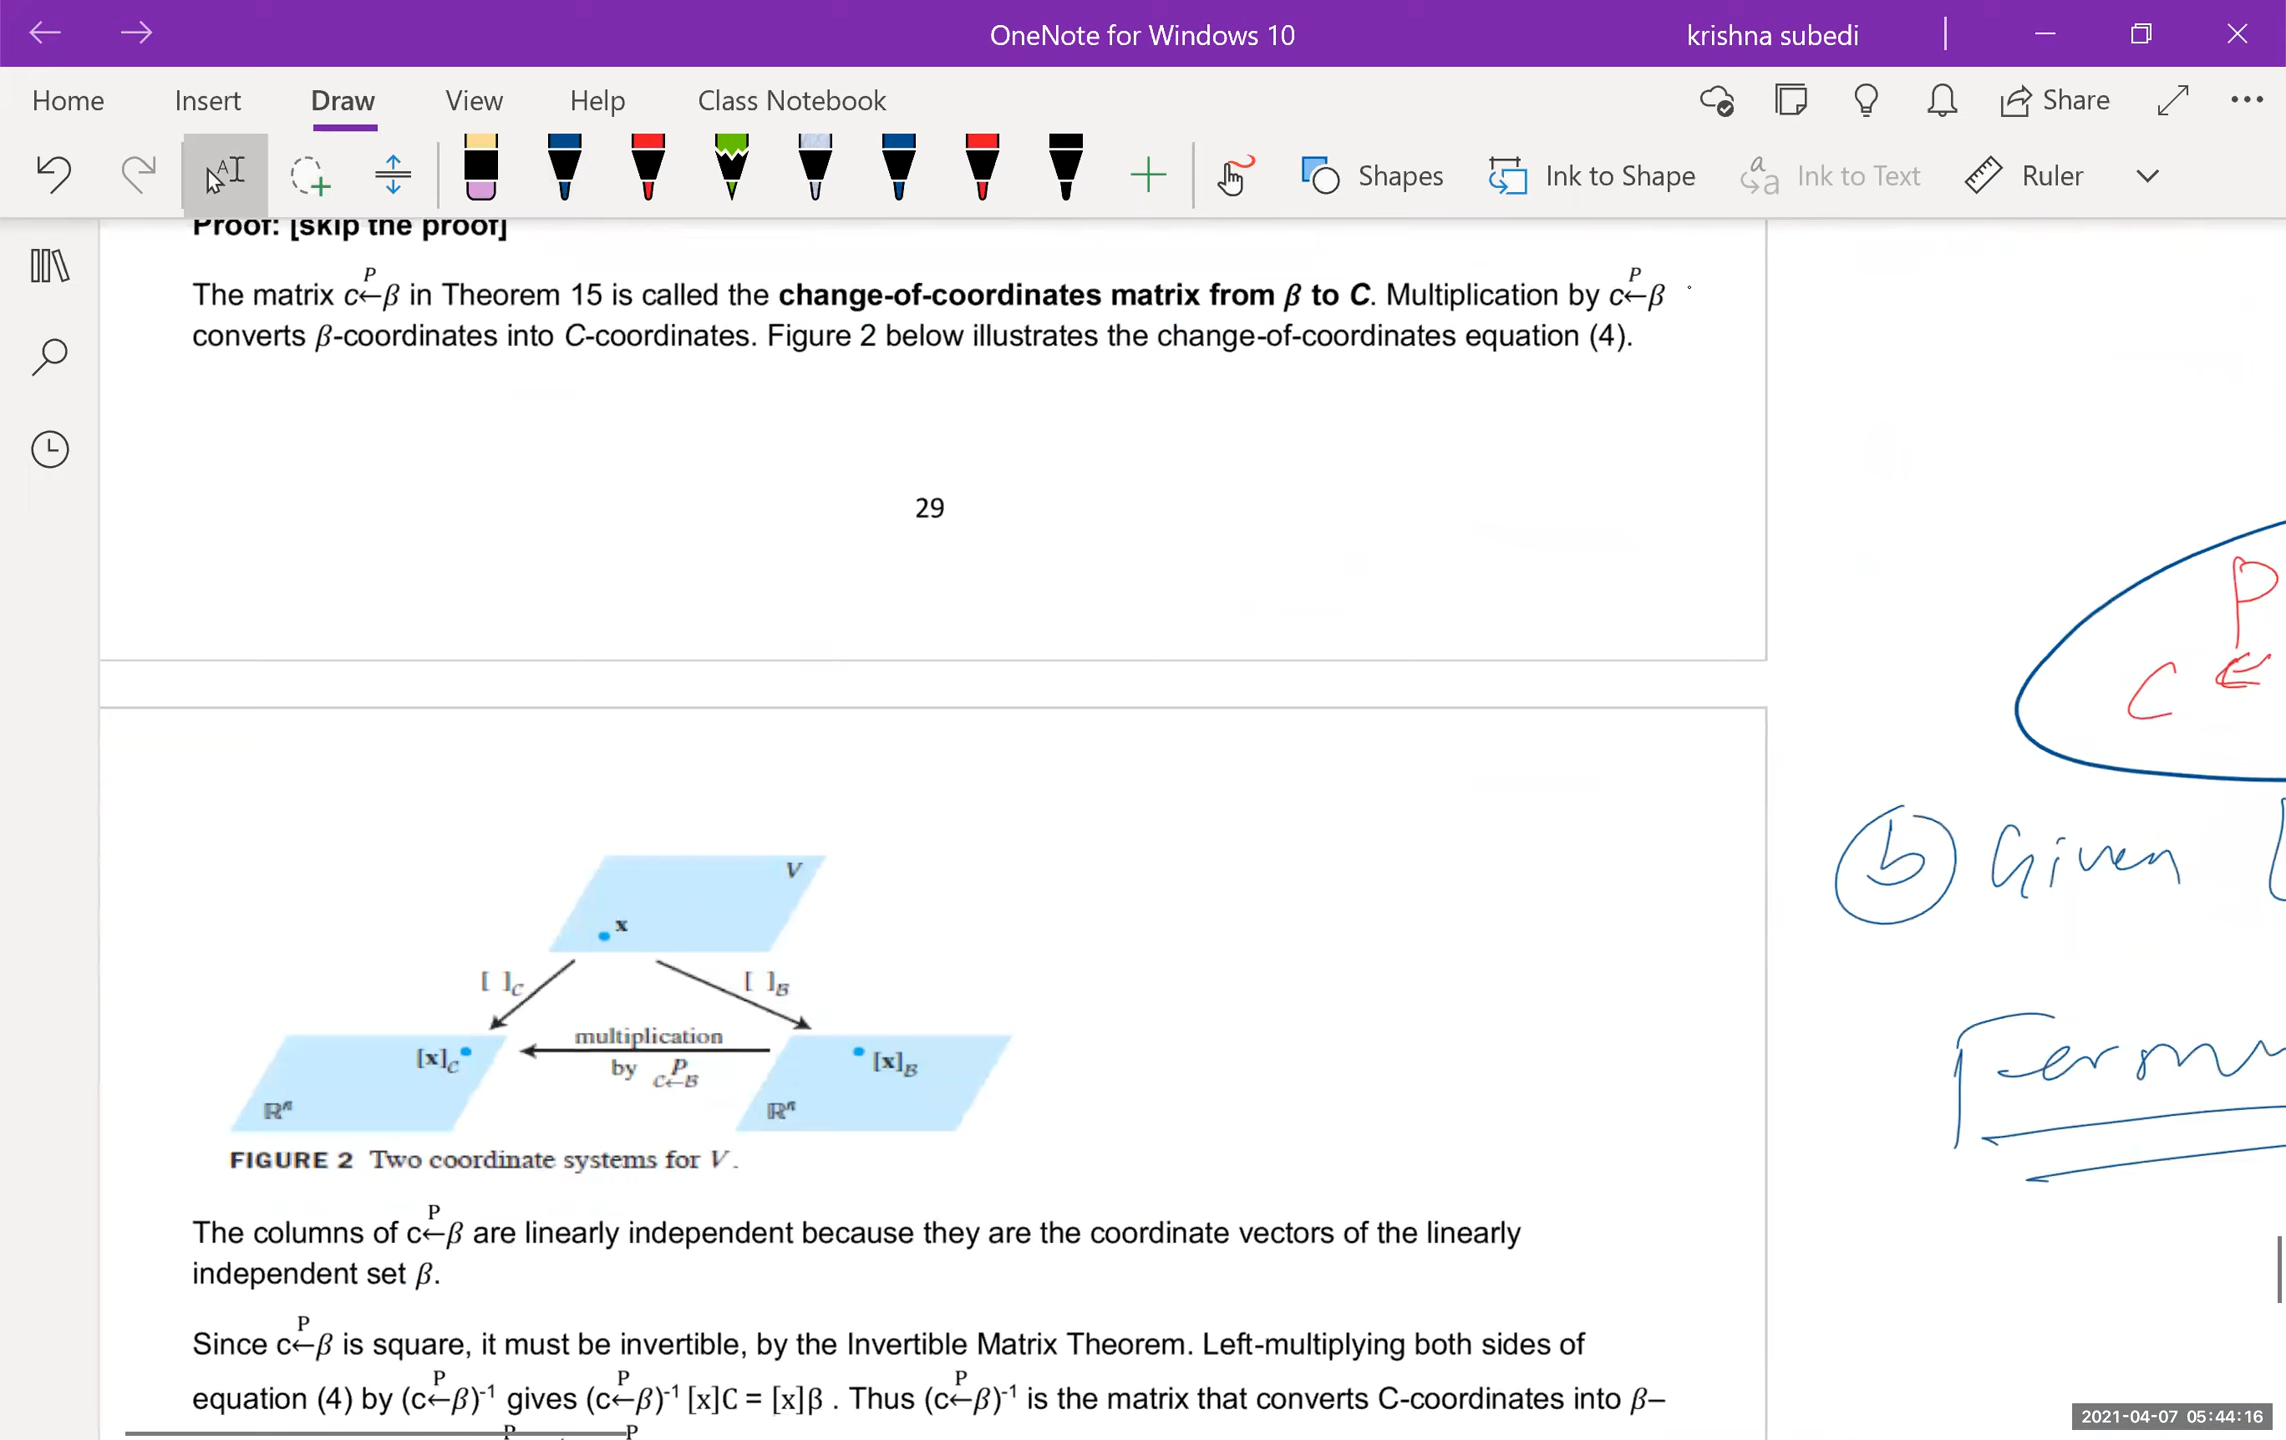 OneNote for Windows 10
krishna subedi
Home Insert Draw View Help Class Notebook
Share
Shapes Ink to Shape Ink to Text Ruler
Proof: [skip the proof]
P P
The matrix c←β in Theorem 15 is called the change-of-coordinates matrix from β to C. Multiplication by c←β
converts β-coordinates into C-coordinates. Figure 2 below illustrates the change-of-coordinates equation (4).
29
V
x
[ ]C [ ]B
multiplication
by P
C←B
[x]C [x]B
ℝⁿ ℝⁿ
FIGURE 2 Two coordinate systems for V.
P
The columns of c←β are linearly independent because they are the coordinate vectors of the linearly
independent set β.
P
Since c←β is square, it must be invertible, by the Invertible Matrix Theorem. Left-multiplying both sides of
P P P
equation (4) by (c←β)⁻¹ gives (c←β)⁻¹ [x]C = [x]β . Thus (c←β)⁻¹ is the matrix that converts C-coordinates into β–
P P
P
C ←
b Given
2021-04-07 05:44:16